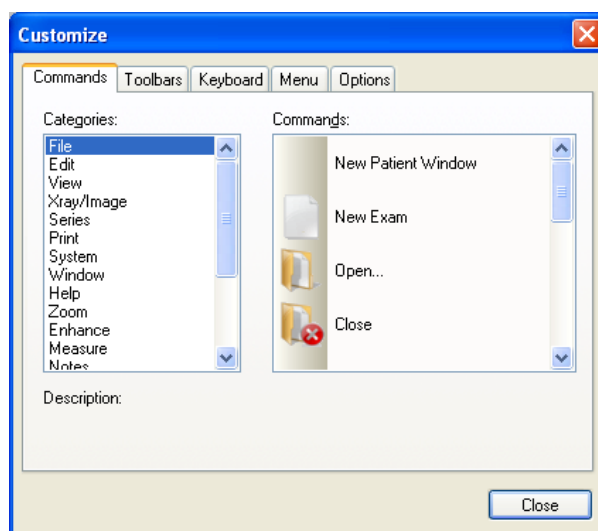 Customize
Commands Toolbars Keyboard Menu Options
Categories:
File
Edit
View
Xray/Image
Series
Print
System
Window
Help
Zoom
Enhance
Measure
Notes
Commands:
New Patient Window
New Exam
Open...
Close
Description:
Close